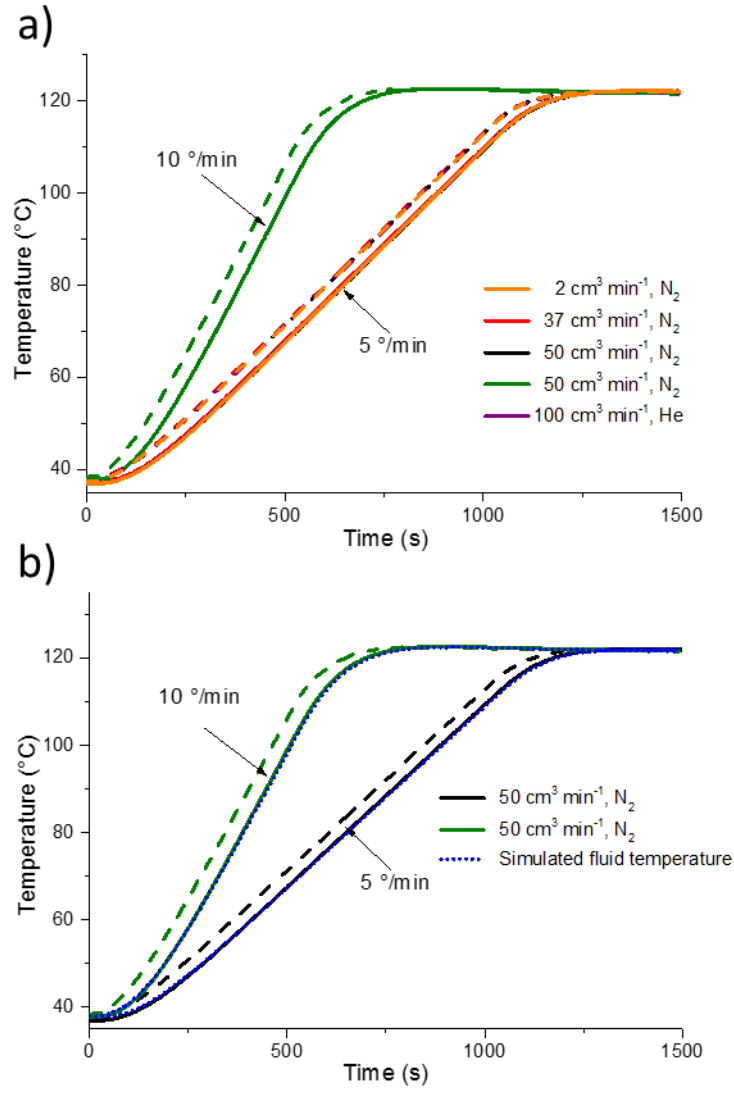 a)
120
100
80
60
40
Temperature (°C)
10 °/min
5 °/min
2 cm³ min⁻¹, N₂
37 cm³ min⁻¹, N₂
50 cm³ min⁻¹, N₂
50 cm³ min⁻¹, N₂
100 cm³ min⁻¹, He
0 500 1000 1500
Time (s)
b)
120
100
80
60
40
Temperature (°C)
10 °/min
5 °/min
50 cm³ min⁻¹, N₂
50 cm³ min⁻¹, N₂
Simulated fluid temperature
0 500 1000 1500
Time (s)